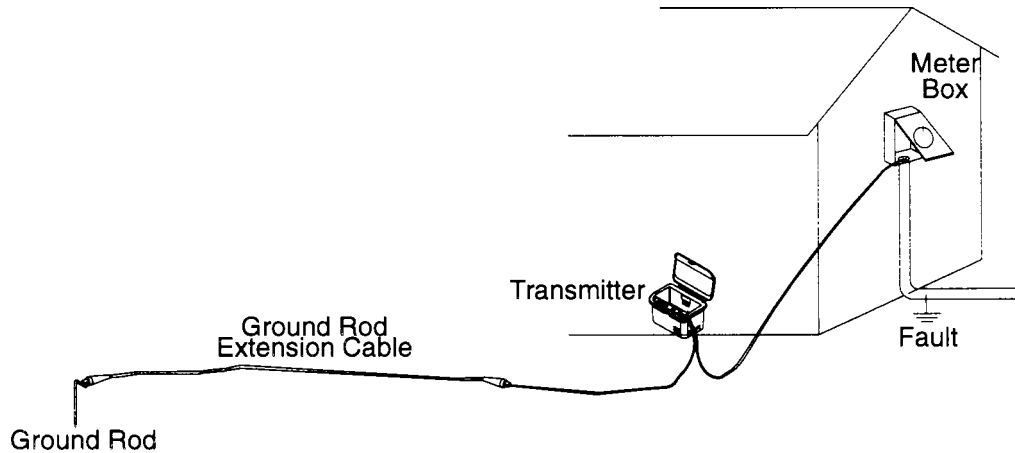 Meter
Box
Transmitter
Ground Rod
Extension Cable
Fault
Ground Rod